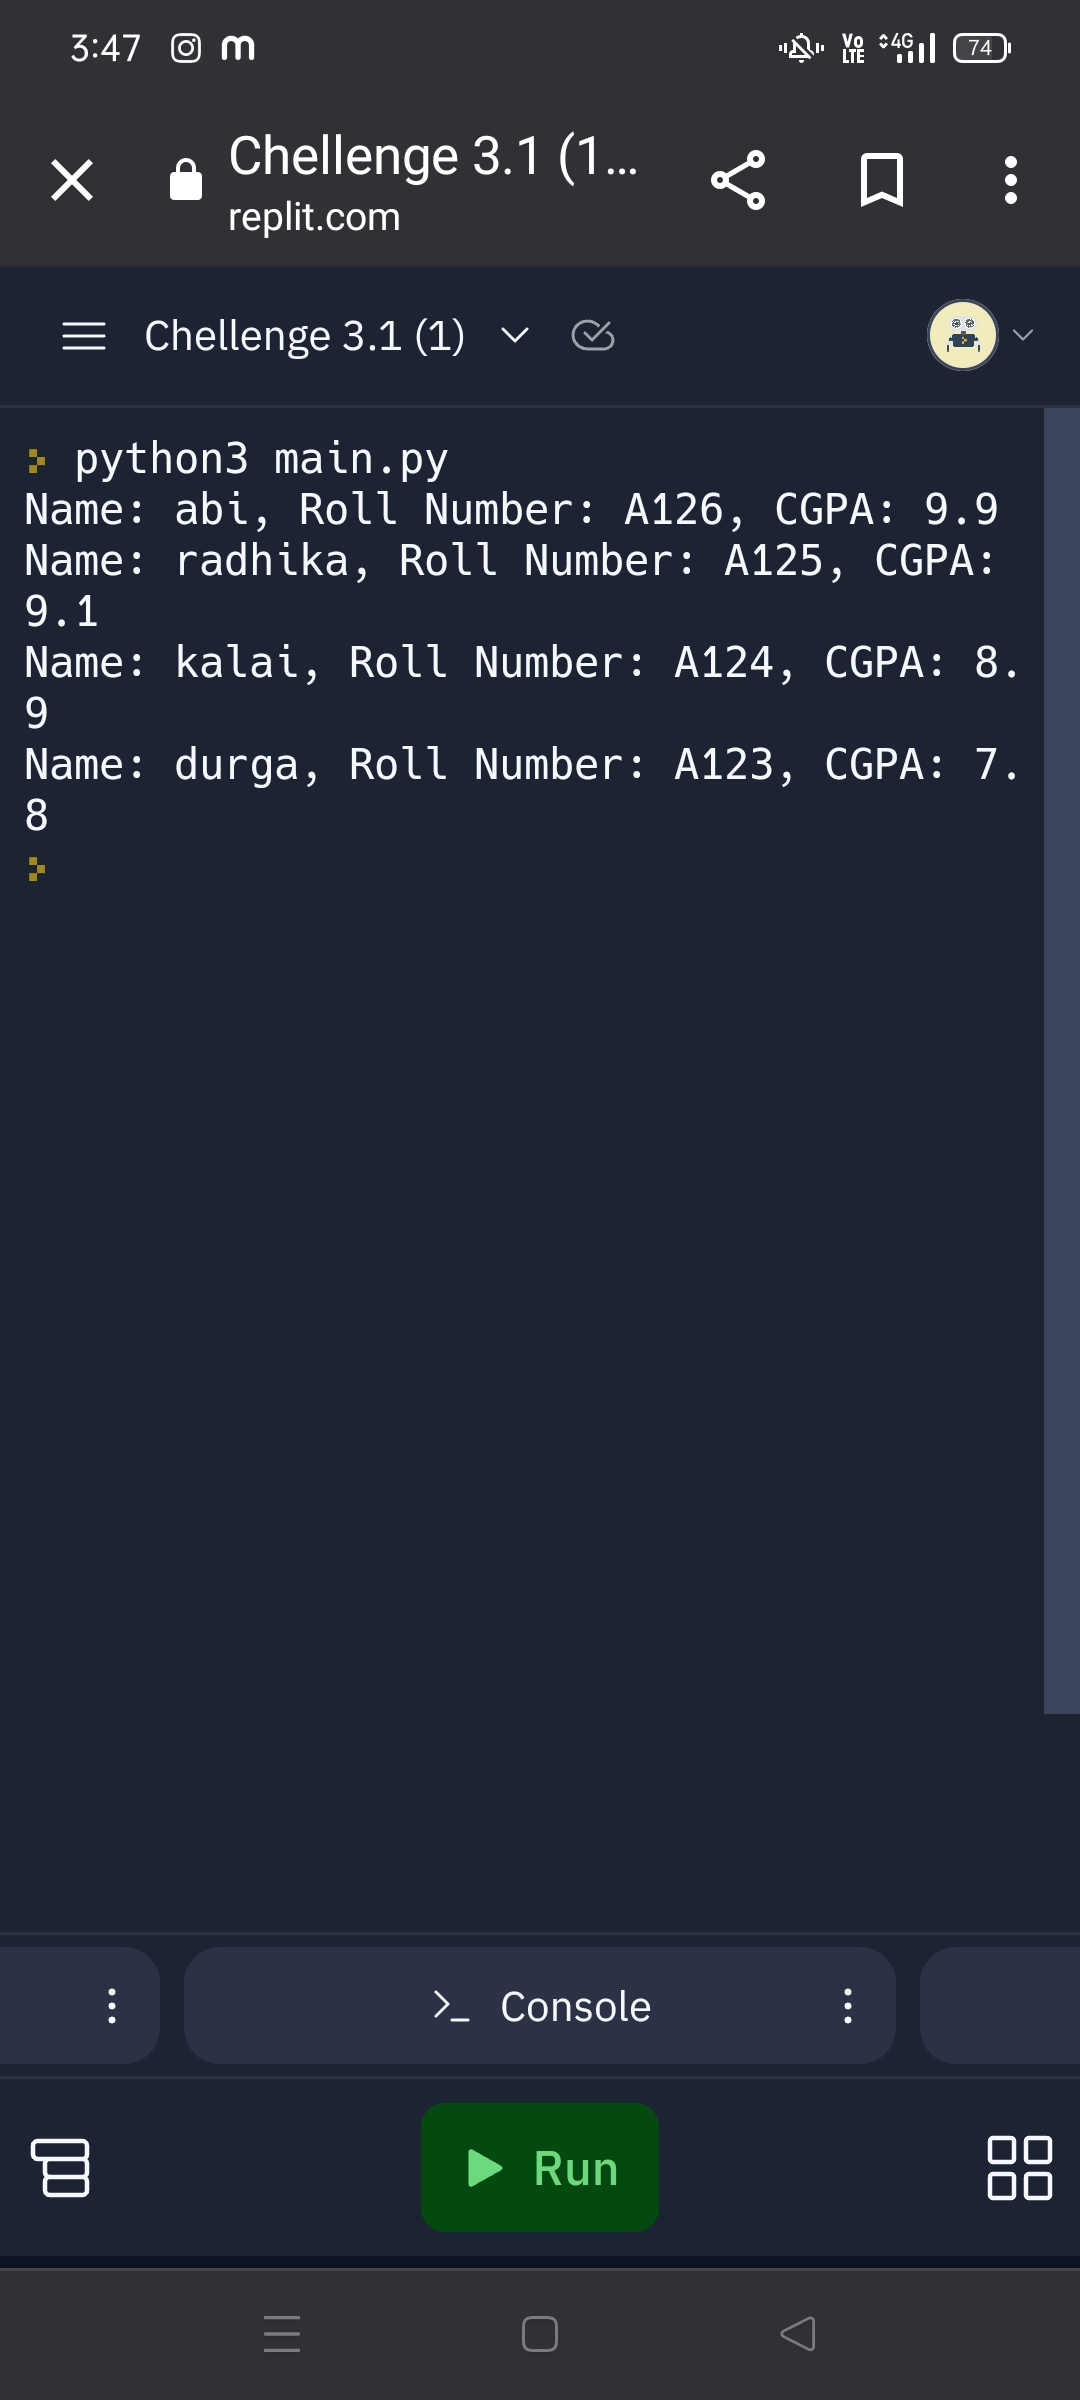 3:47 m Vo LTE 4G 74
Chellenge 3.1 (1...
replit.com
Chellenge 3.1 (1)
python3 main.py
Name: abi, Roll Number: A126, CGPA: 9.9
Name: radhika, Roll Number: A125, CGPA:
9.1
Name: kalai, Roll Number: A124, CGPA: 8.
9
Name: durga, Roll Number: A123, CGPA: 7.
8
>_ Console
Run